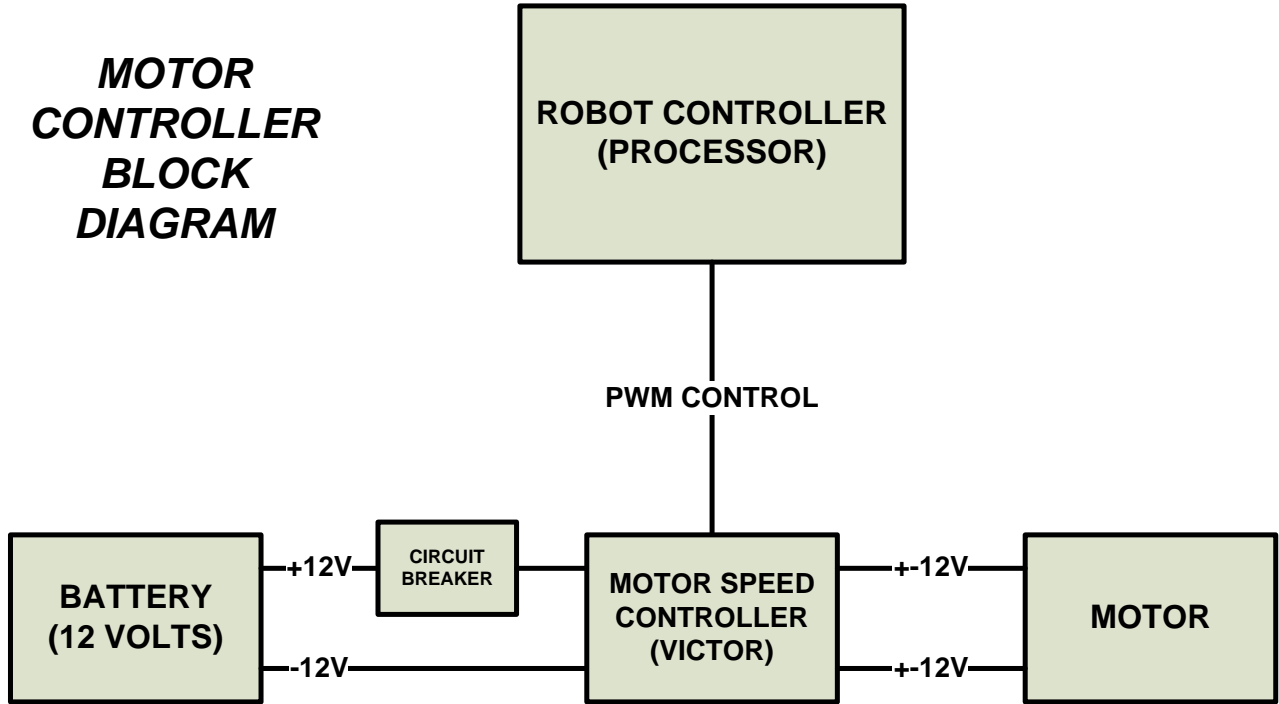 MOTOR
CONTROLLER
BLOCK
DIAGRAM
ROBOT CONTROLLER
(PROCESSOR)
PWM CONTROL
BATTERY
(12 VOLTS)
+12V
-12V
CIRCUIT
BREAKER
MOTOR SPEED
CONTROLLER
(VICTOR)
+-12V
+-12V
MOTOR